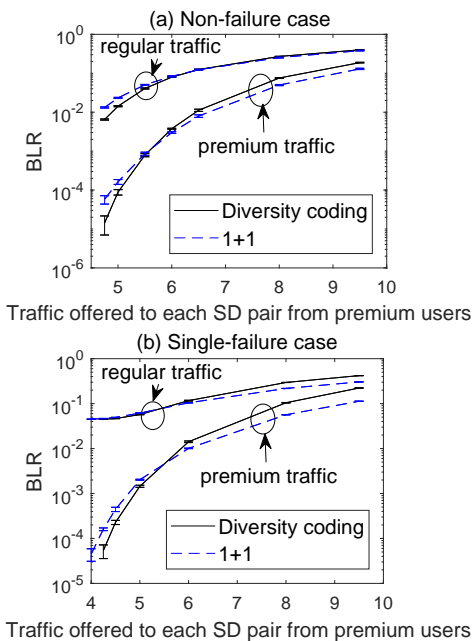 (a) Non-failure case
10^0
regular traffic
10^-2
BLR
premium traffic
10^-4
Diversity coding
1+1
10^-6
5 6 7 8 9 10
Traffic offered to each SD pair from premium users
(b) Single-failure case
10^0
regular traffic
10^-1
10^-2
BLR
premium traffic
10^-3
Diversity coding
10^-4
1+1
10^-5
4 5 6 7 8 9 10
Traffic offered to each SD pair from premium users